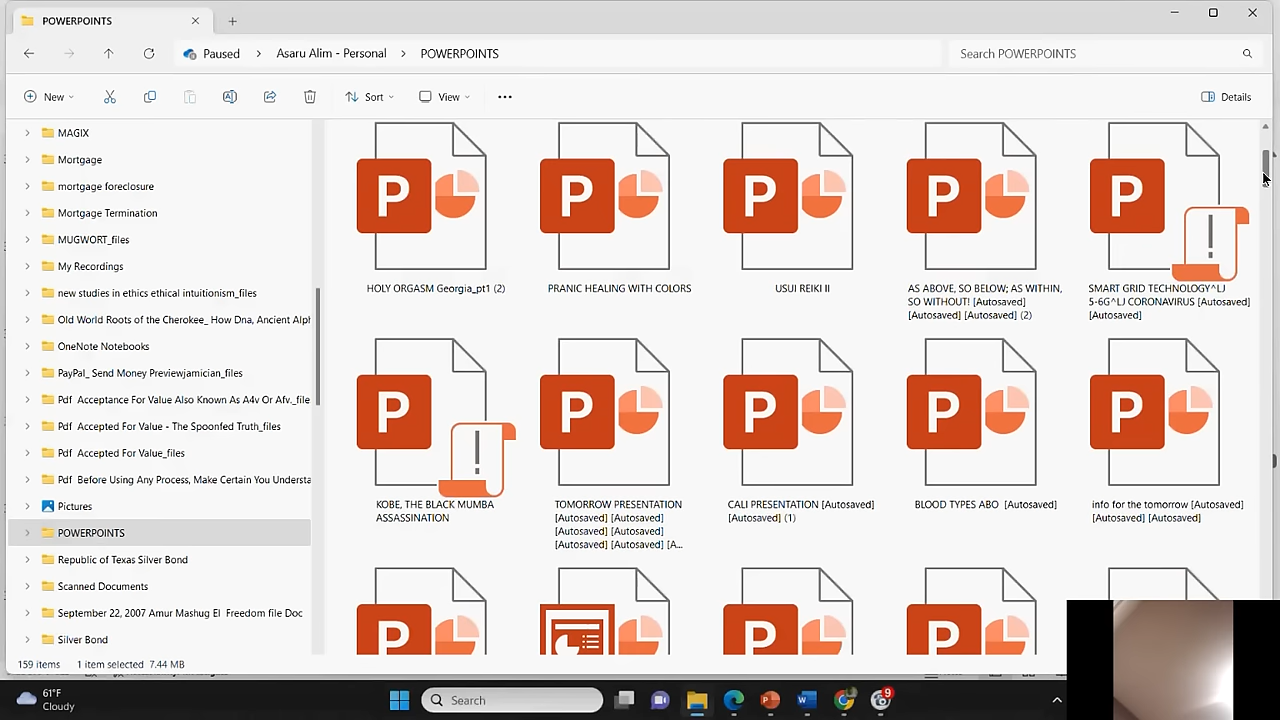 POWERPOINTS
Paused > Asaru Alim - Personal > POWERPOINTS
Search POWERPOINTS
New
Sort
View
Details
MAGIX
Mortgage
mortgage foreclosure
Mortgage Termination
MUGWORT_files
My Recordings
new studies in ethics ethical intuitionism_files
Old World Roots of the Cherokee_ How Dna, Ancient Alph
OneNote Notebooks
PayPal_ Send Money Previewjamician_files
Pdf Acceptance For Value Also Known As A4v Or Afv._file
Pdf Accepted For Value - The Spoonfed Truth_files
Pdf Accepted For Value_files
Pdf Before Using Any Process, Make Certain You Understa
Pictures
POWERPOINTS
Republic of Texas Silver Bond
Scanned Documents
September 22, 2007 Amur Mashug El Freedom file Doc
Silver Bond
P
P
P
P
P
HOLY ORGASM Georgia_pt1 (2)
PRANIC HEALING WITH COLORS
USUI REIKI II
AS ABOVE, SO BELOW; AS WITHIN,
SO WITHOUT! [Autosaved]
[Autosaved] [Autosaved] (2)
SMART GRID TECHNOLOGY^LJ
5-6G^LJ CORONAVIRUS [Autosaved]
[Autosaved]
P
P
P
P
P
KOBE, THE BLACK MUMBA
ASSASSINATION
TOMORROW PRESENTATION
[Autosaved] [Autosaved]
[Autosaved] [Autosaved]
[Autosaved] [Autosaved] [A...
CALI PRESENTATION [Autosaved]
[Autosaved] (1)
BLOOD TYPES ABO [Autosaved]
info for the tomorrow [Autosaved]
[Autosaved] [Autosaved]
P
P
P
159 items
1 item selected 7.44 MB
61°F
Cloudy
Search
9